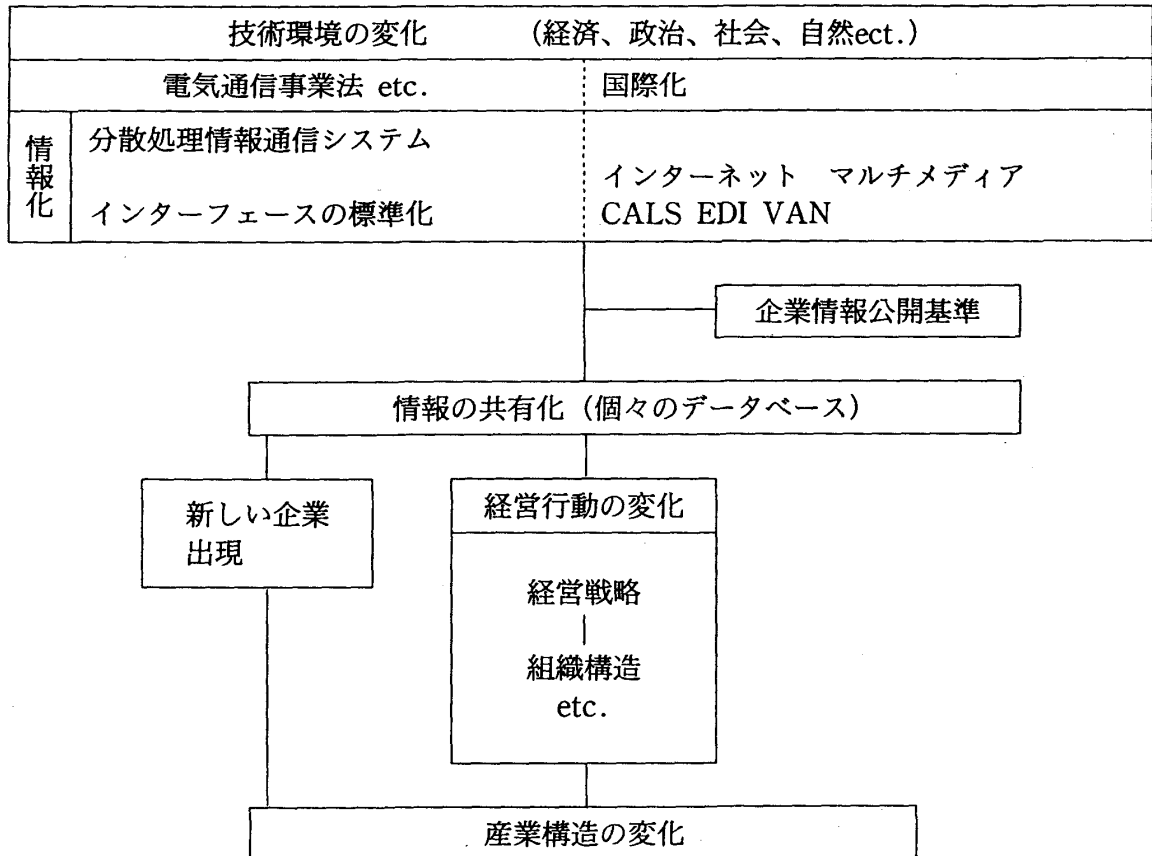 技術環境の変化　（経済、政治、社会、自然ect.）
電気通信事業法 etc.　国際化
情報化
分散処理情報通信システム
インターフェースの標準化
インターネット　マルチメディア
CALS EDI VAN
企業情報公開基準
情報の共有化（個々のデータベース）
新しい企業
出現
経営行動の変化
経営戦略
組織構造
etc.
産業構造の変化